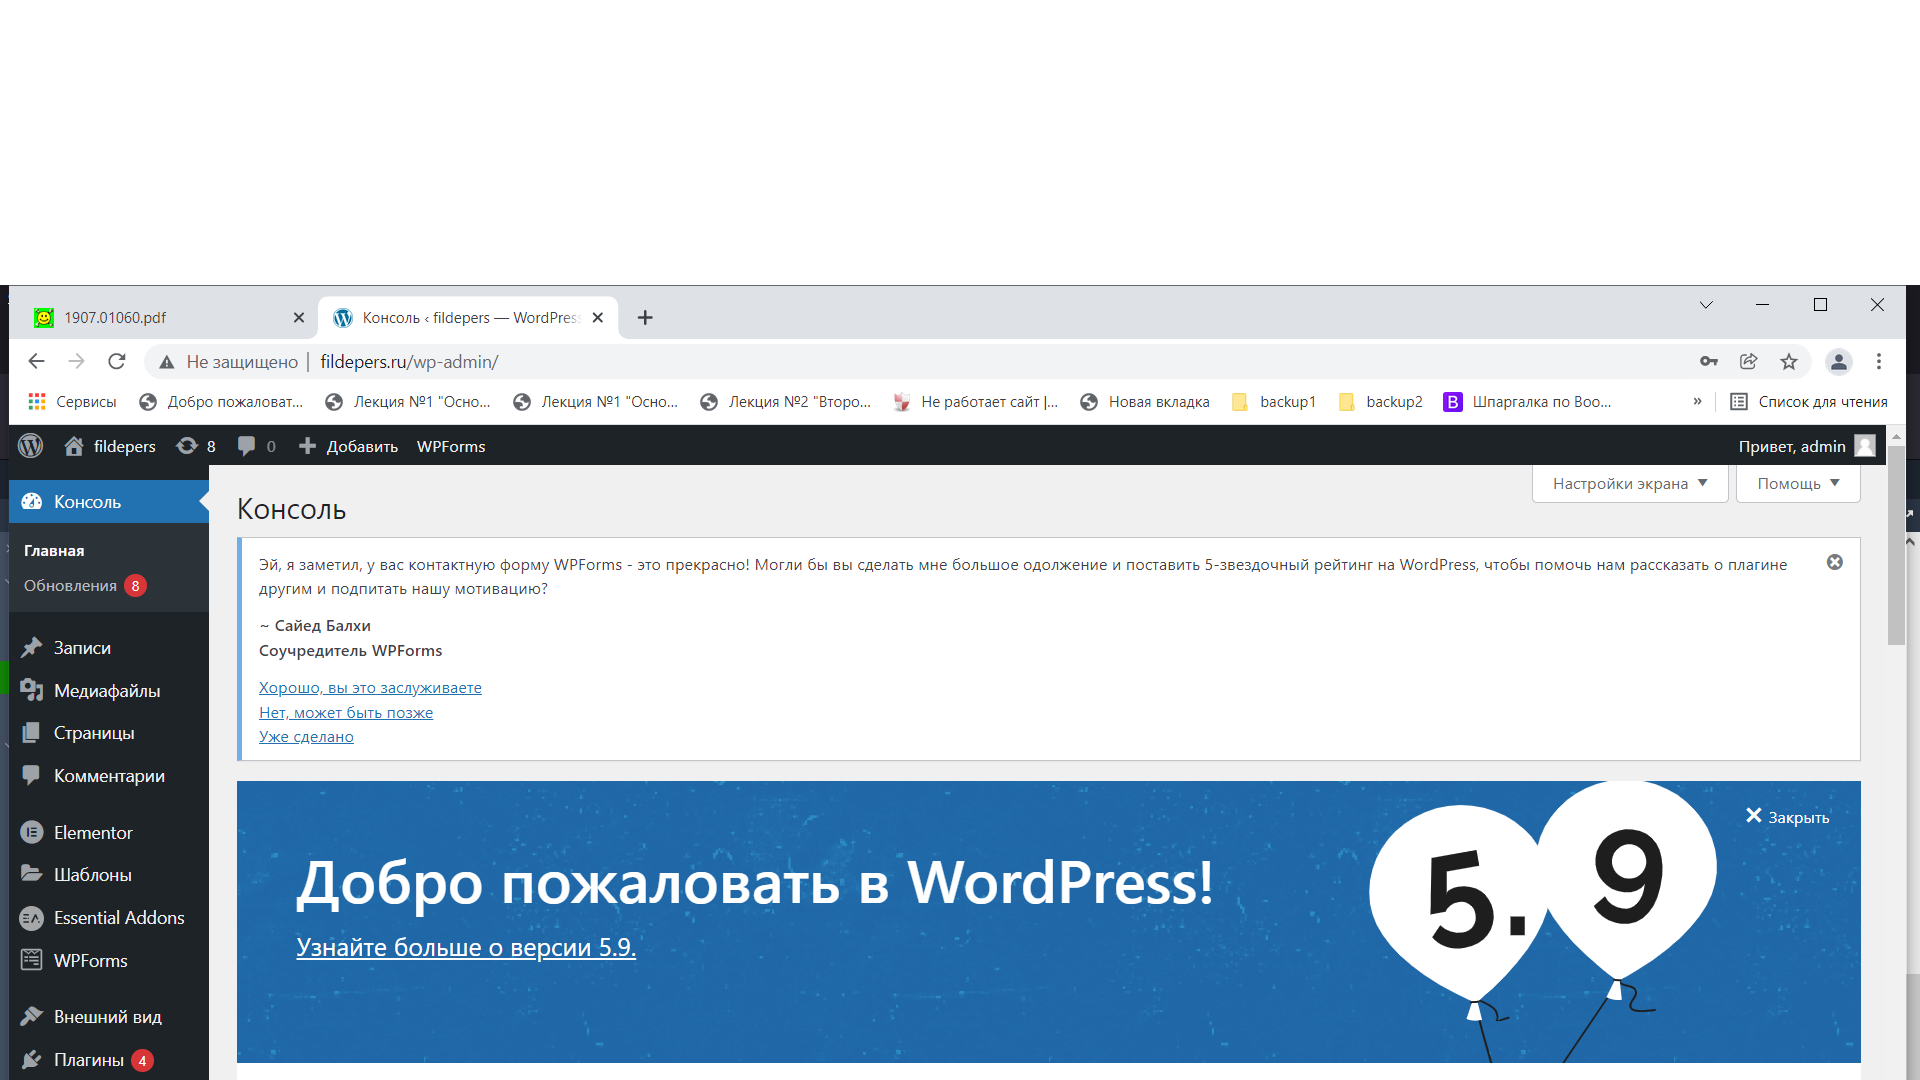 1907.01060.pdf
Консоль ‹ fildepers — WordPress
Не защищено | fildepers.ru/wp-admin/
Сервисы
Добро пожаловат...
Лекция №1 "Осно...
Лекция №1 "Осно...
Лекция №2 "Второ...
Не работает сайт |...
Новая вкладка
backup1
backup2
B Шпаргалка по Boo...
»
Список для чтения
fildepers
8
0
Добавить
WPForms
Привет, admin
Консоль
Главная
Обновления 8
Записи
Медиафайлы
Страницы
Комментарии
Elementor
Шаблоны
Essential Addons
WPForms
Внешний вид
Плагины 4
Настройки экрана
Помощь
Консоль
Эй, я заметил, у вас контактную форму WPForms - это прекрасно! Могли бы вы сделать мне большое одолжение и поставить 5-звездочный рейтинг на WordPress, чтобы помочь нам рассказать о плагине
другим и подпитать нашу мотивацию?
~ Сайед Балхи
Соучредитель WPForms
Хорошо, вы это заслуживаете
Нет, может быть позже
Уже сделано
Закрыть
Добро пожаловать в WordPress!
Узнайте больше о версии 5.9.
5.9